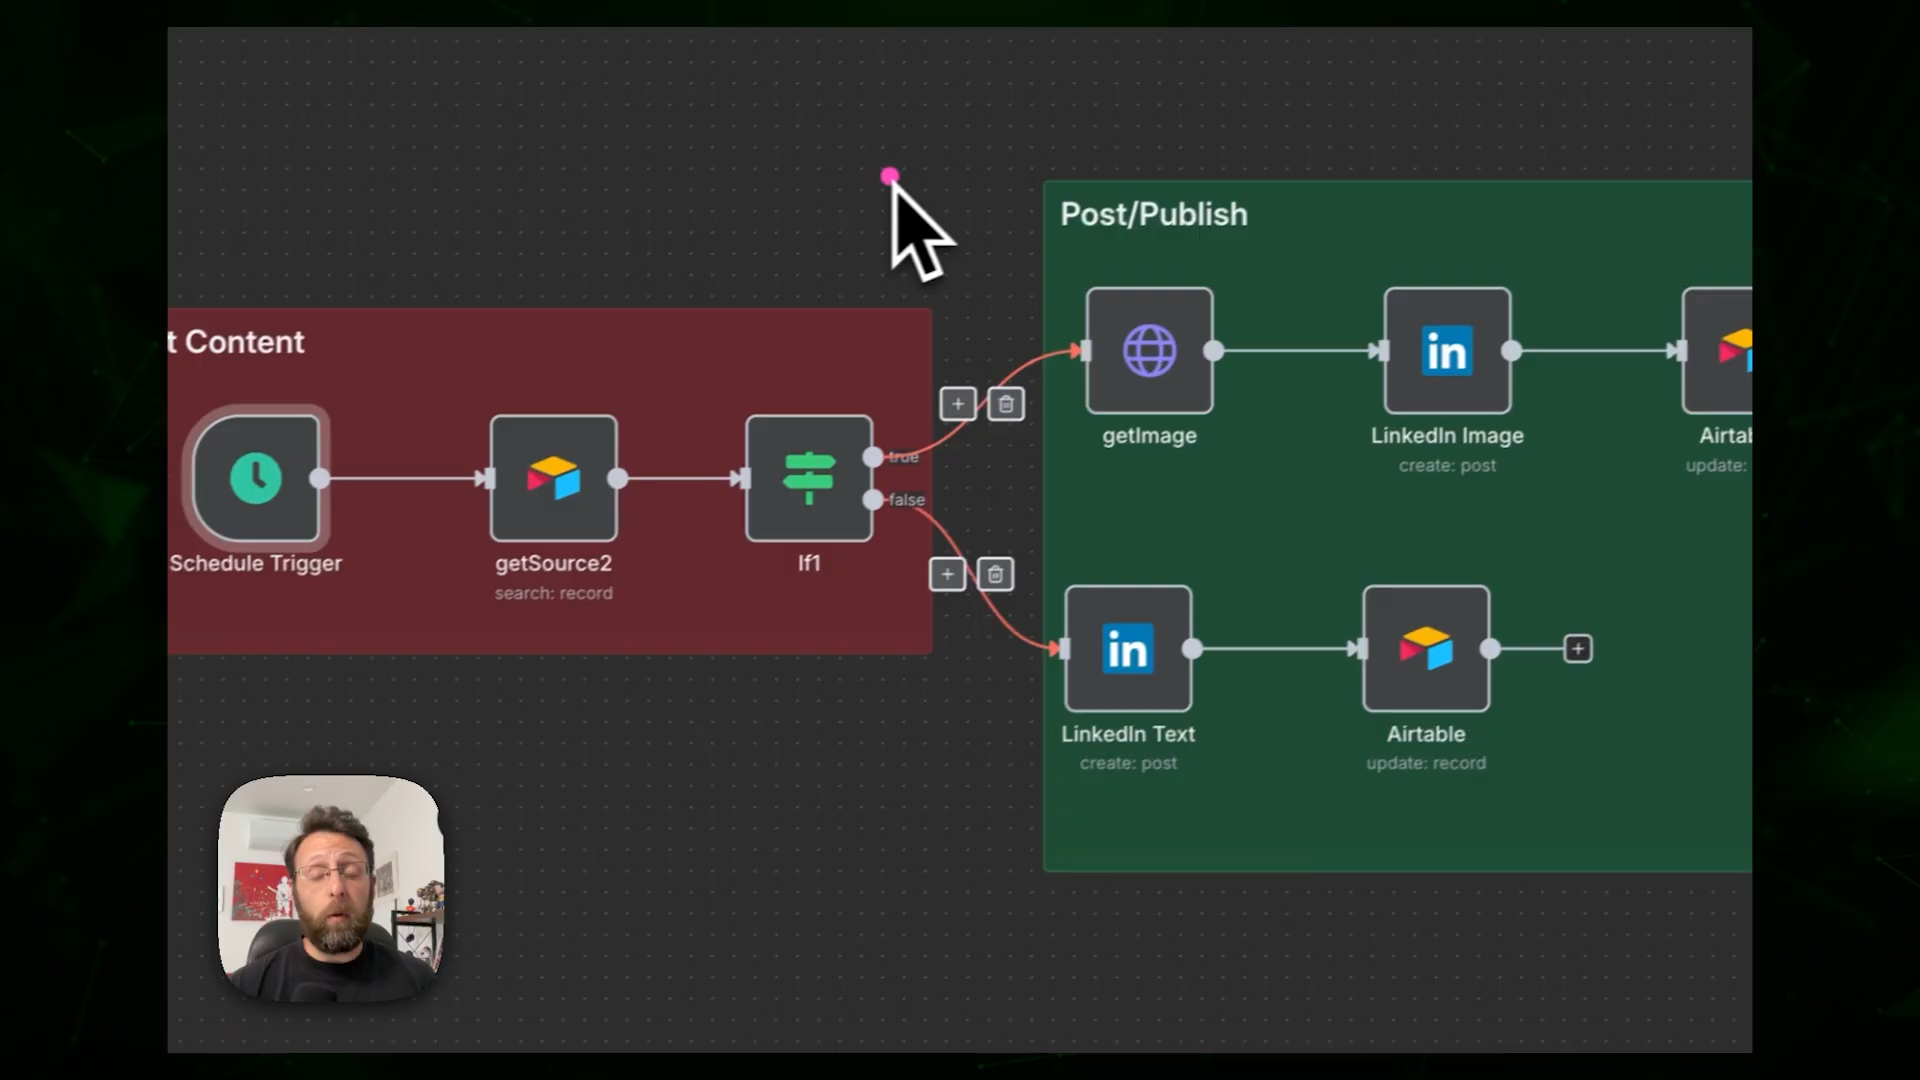 Post/Publish
t Content
getImage
LinkedIn Image
create: post
Airtab
update:
true
false
Schedule Trigger
getSource2
search: record
If1
LinkedIn Text
create: post
Airtable
update: record